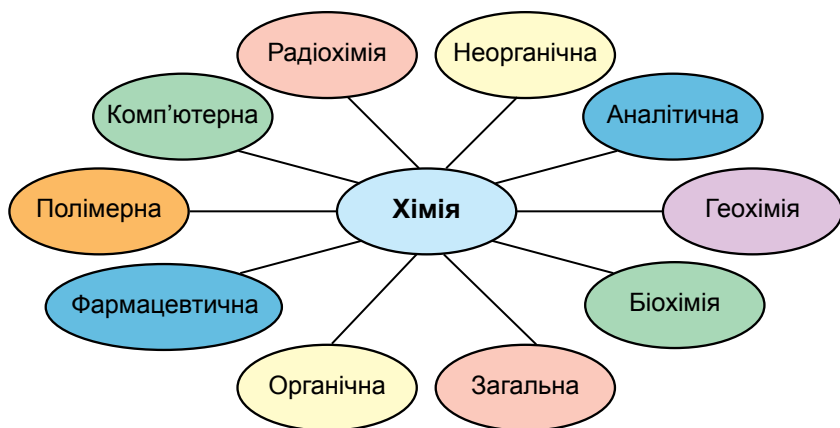 Радіохімія
Неорганічна
Комп’ютерна
Аналітична
Полімерна
Хімія
Геохімія
Фармацевтична
Біохімія
Органічна
Загальна